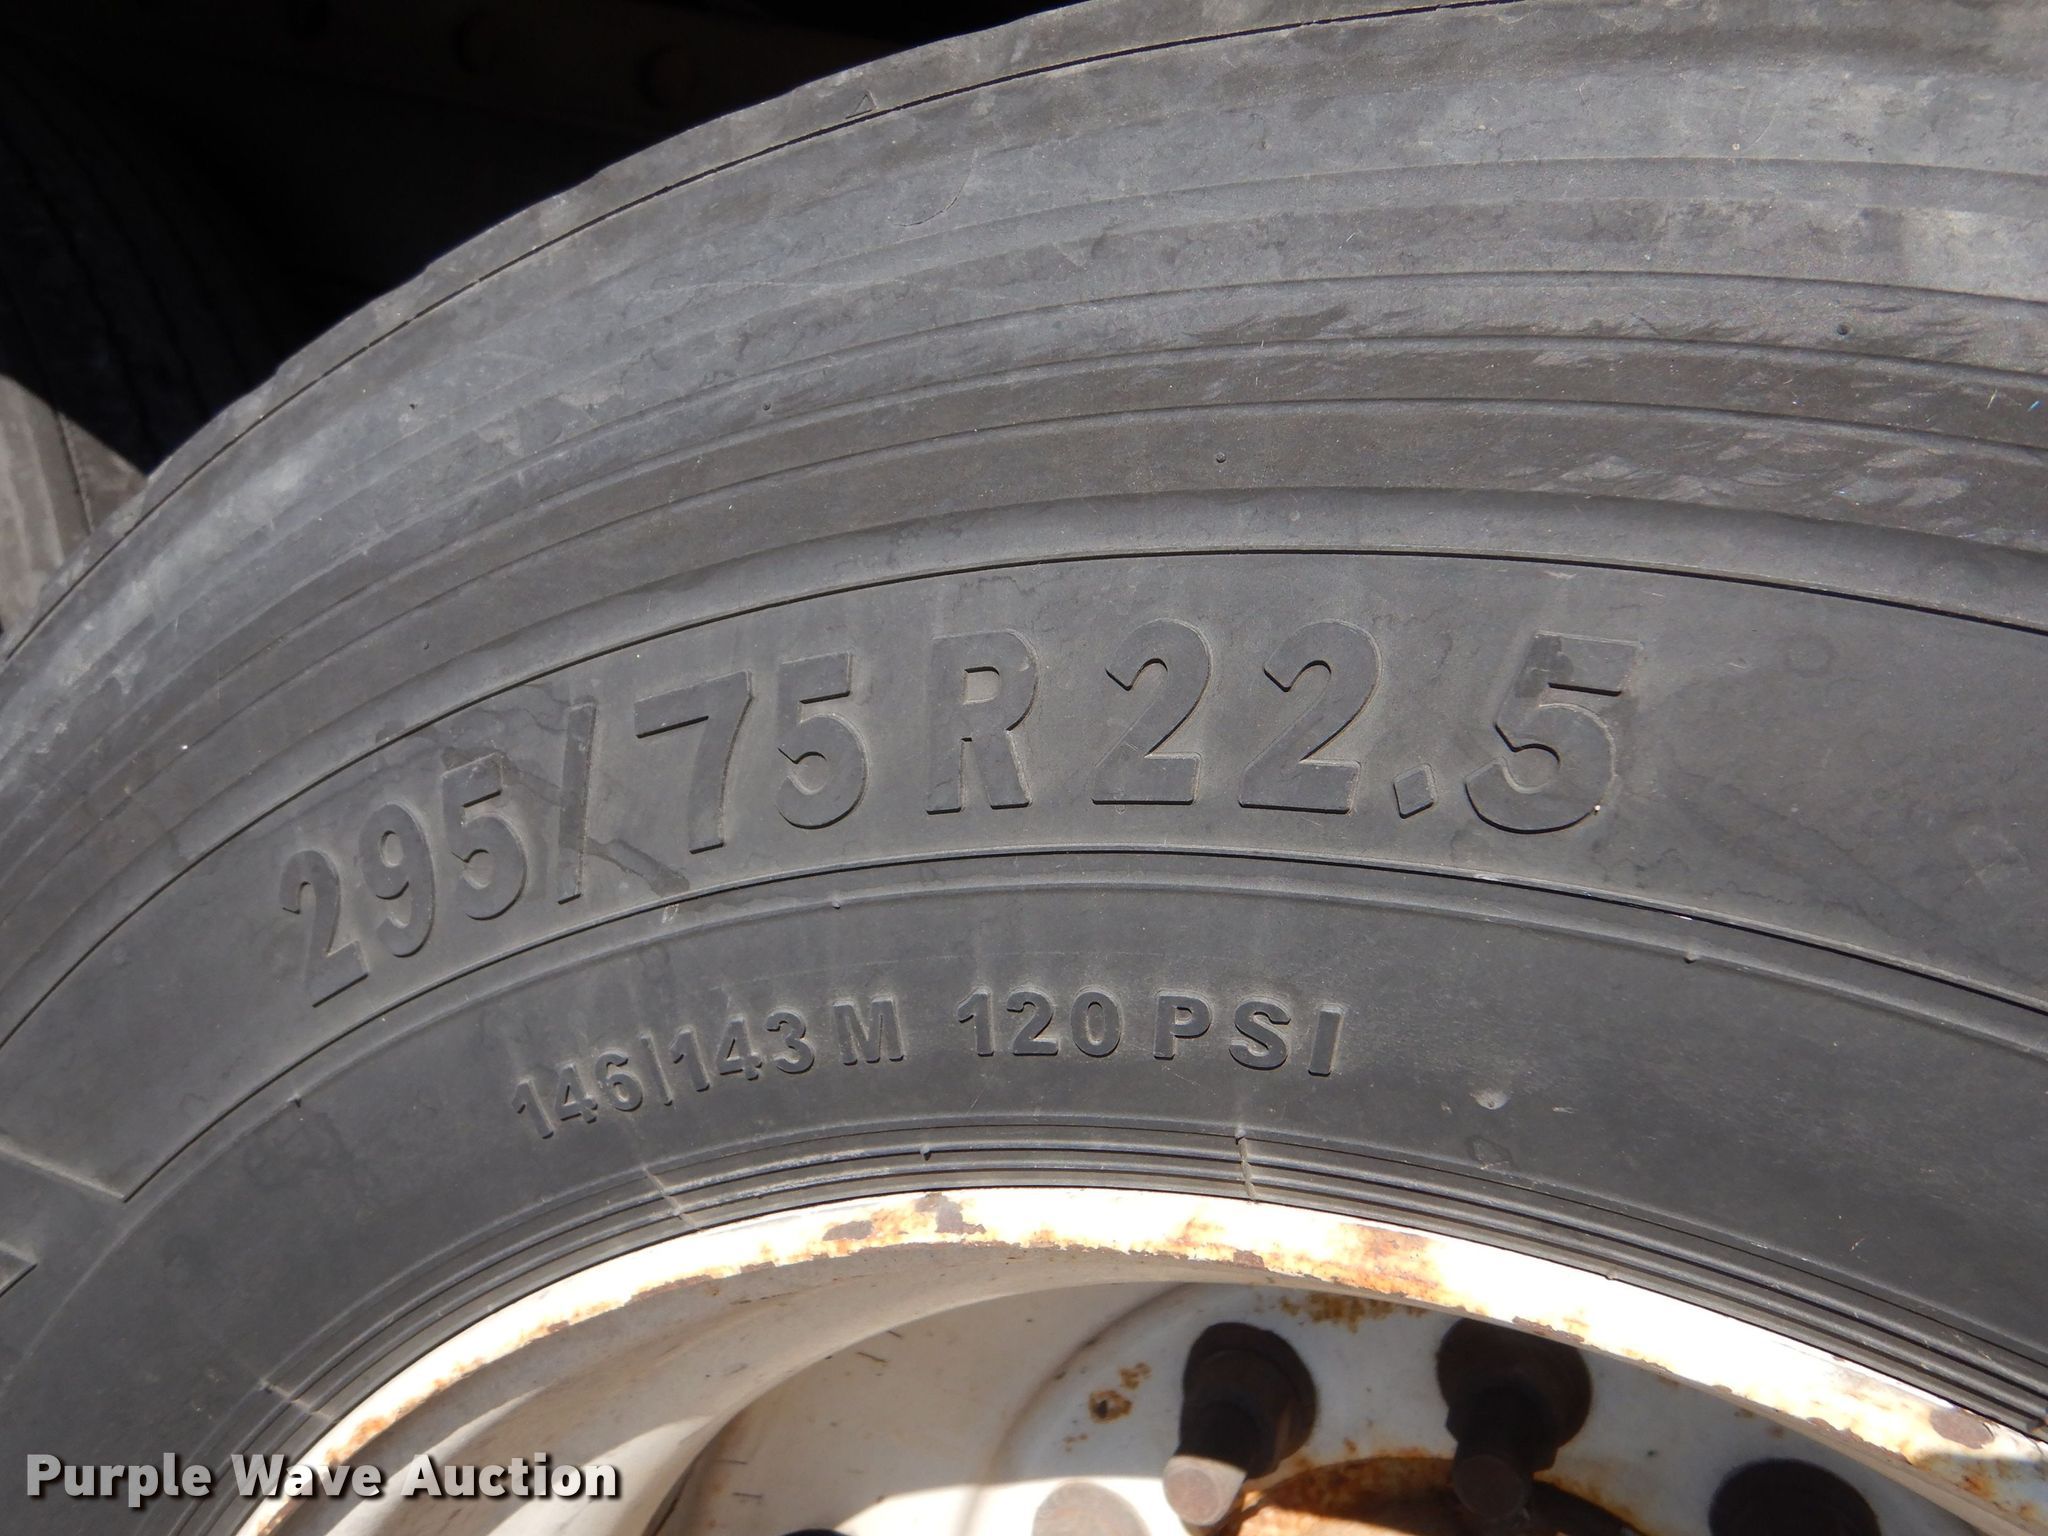 295/75 R 22.5
146/143 M 120 PSI
Purple Wave Auction